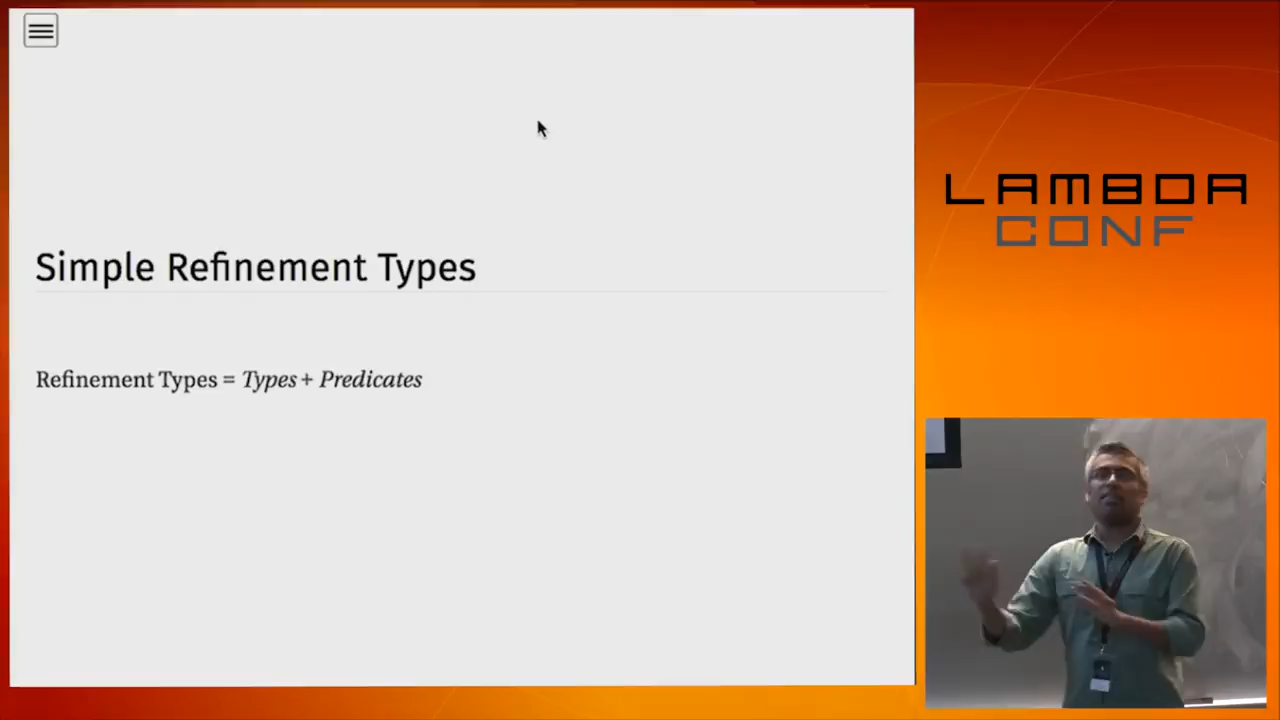 Simple Refinement Types
Refinement Types = Types + Predicates
LAMBDA
CONF